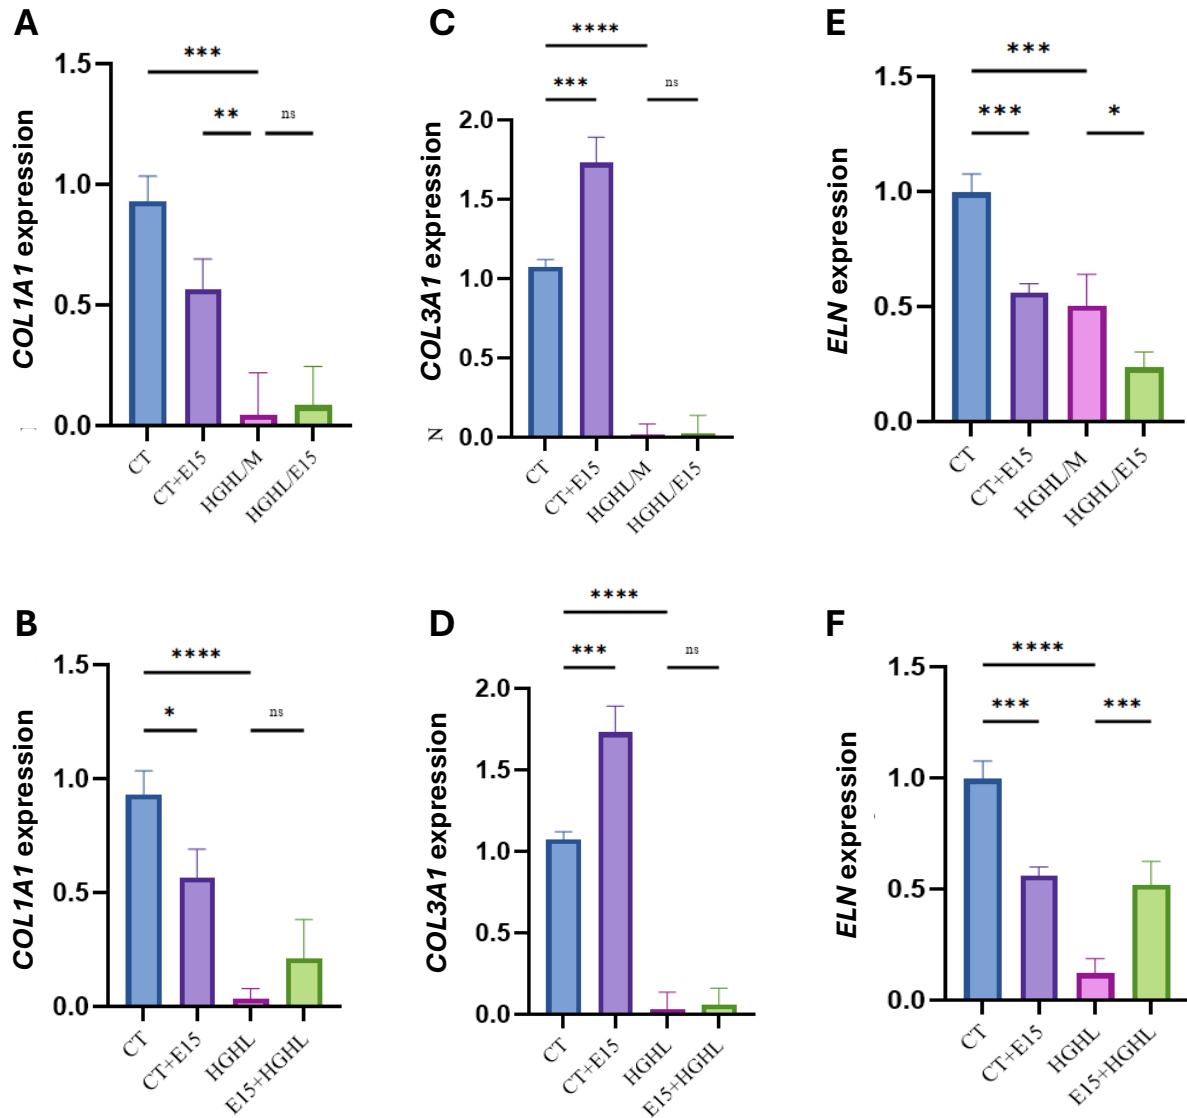 A
COL1A1 expression
***
** ns
1.5
1.0
0.5
0.0
CT
CT+E15
HGHL/M
HGHL/E15
C
COL3A1 expression
N
****
*** ns
2.0
1.5
1.0
0.5
0.0
CT
CT+E15
HGHL/M
HGHL/E15
E
ELN expression
***
*** *
1.5
1.0
0.5
0.0
CT
CT+E15
HGHL/M
HGHL/E15
B
COL1A1 expression
****
* ns
1.5
1.0
0.5
0.0
CT
CT+E15
HGHL
E15+HGHL
D
COL3A1 expression
****
*** ns
2.0
1.5
1.0
0.5
0.0
CT
CT+E15
HGHL
E15+HGHL
F
ELN expression
****
*** ***
1.5
1.0
0.5
0.0
CT
CT+E15
HGHL
E15+HGHL